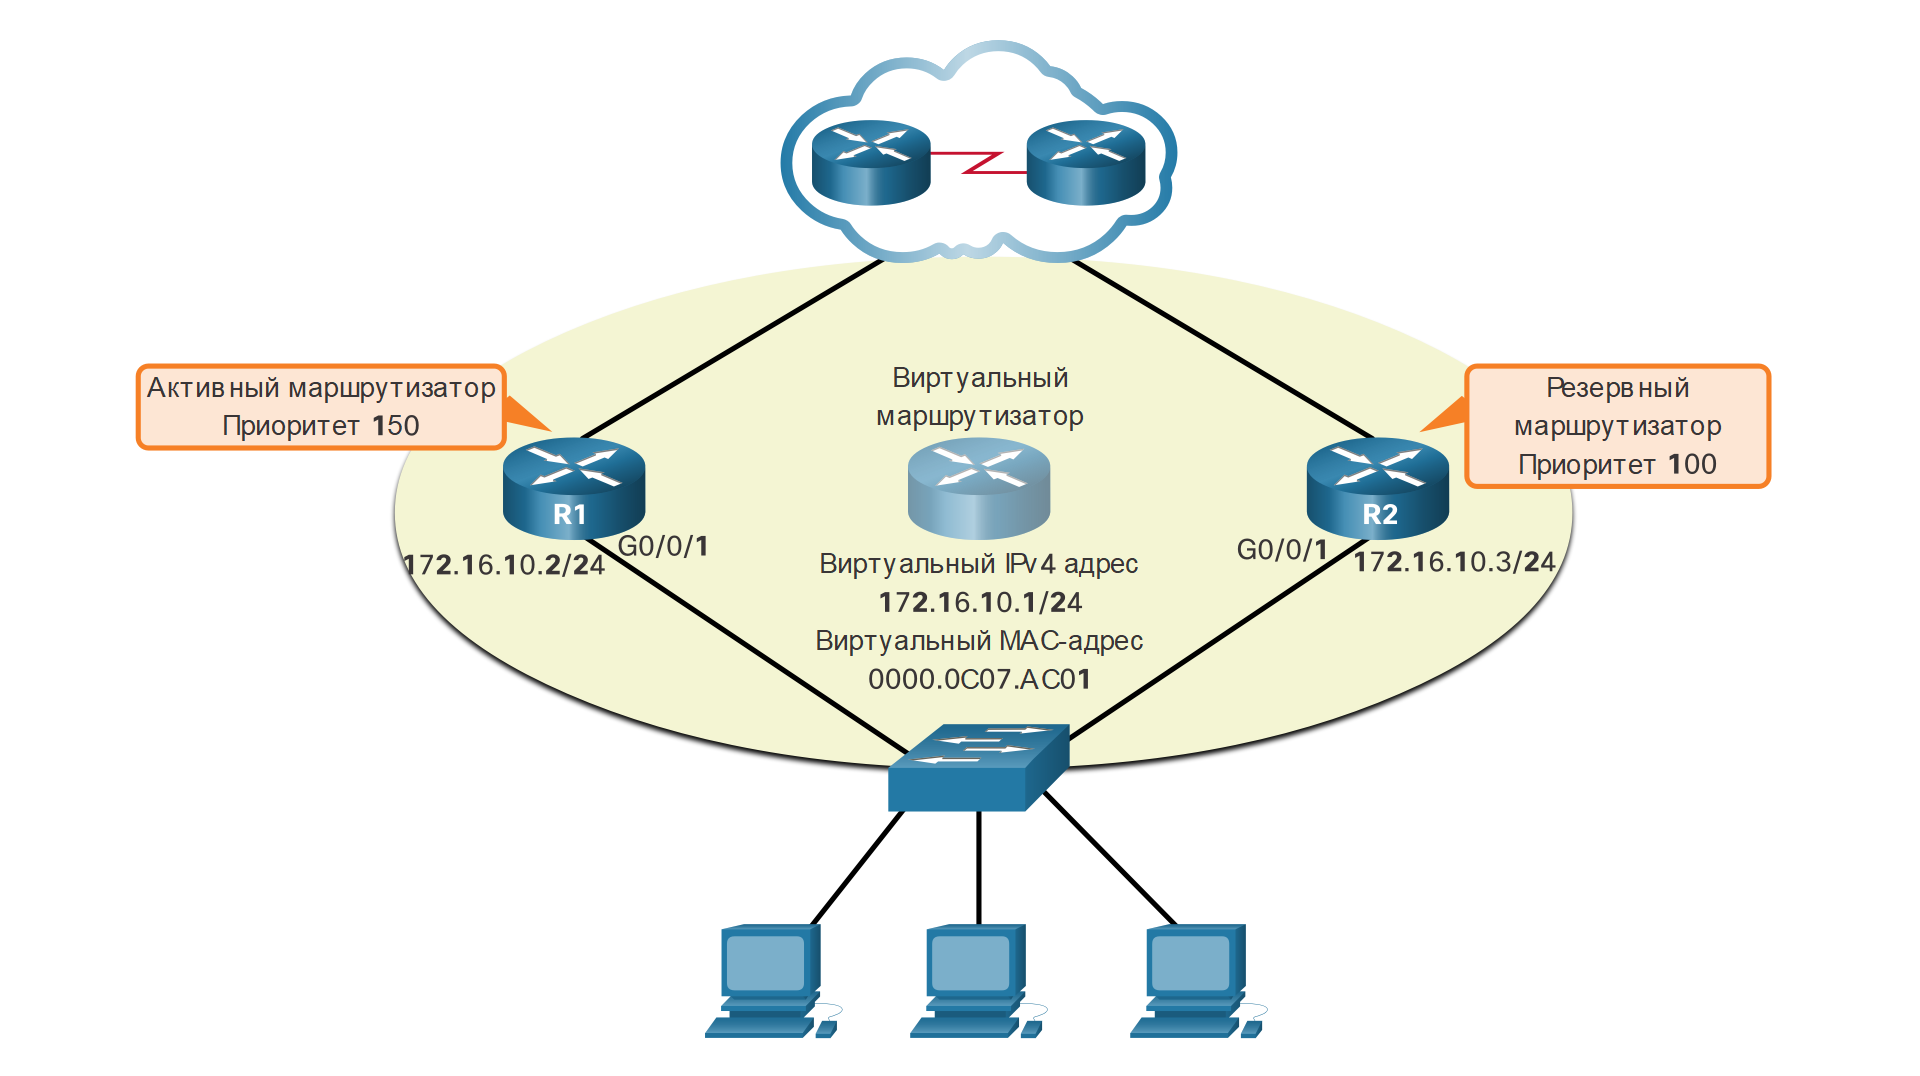 Активный маршрутизатор
Приоритет 150
Виртуальный
маршрутизатор
Резервный
маршрутизатор
Приоритет 100
R1
R2
G0/0/1
172.16.10.2/24
G0/0/1
172.16.10.3/24
Виртуальный IPv4 адрес
172.16.10.1/24
Виртуальный MAC-адрес
0000.0C07.AC01